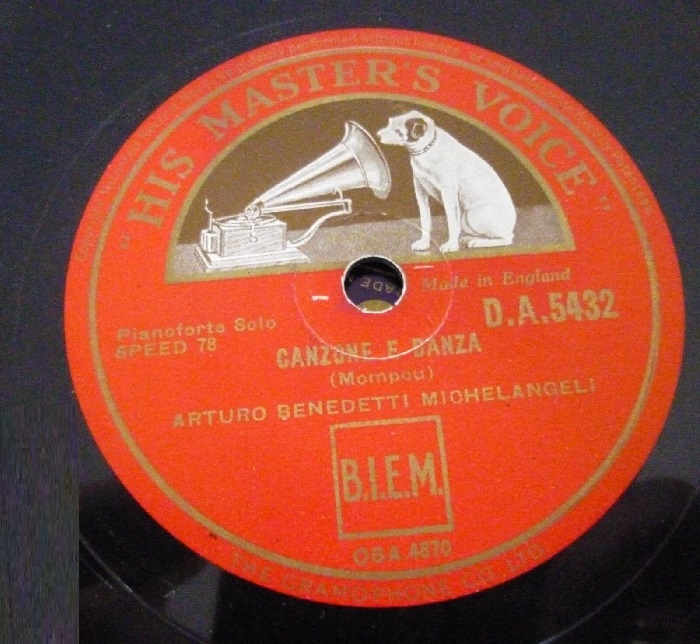 "HIS MASTER'S VOICE"
Made in England
D.A.5432
Pianoforte Solo
SPEED 78
CANZONE E DANZA
(Mompou)
ARTURO BENEDETTI MICHELANGELI
B.I.E.M.
OBA 4870
THE GRAMOPHONE CO. LTD.